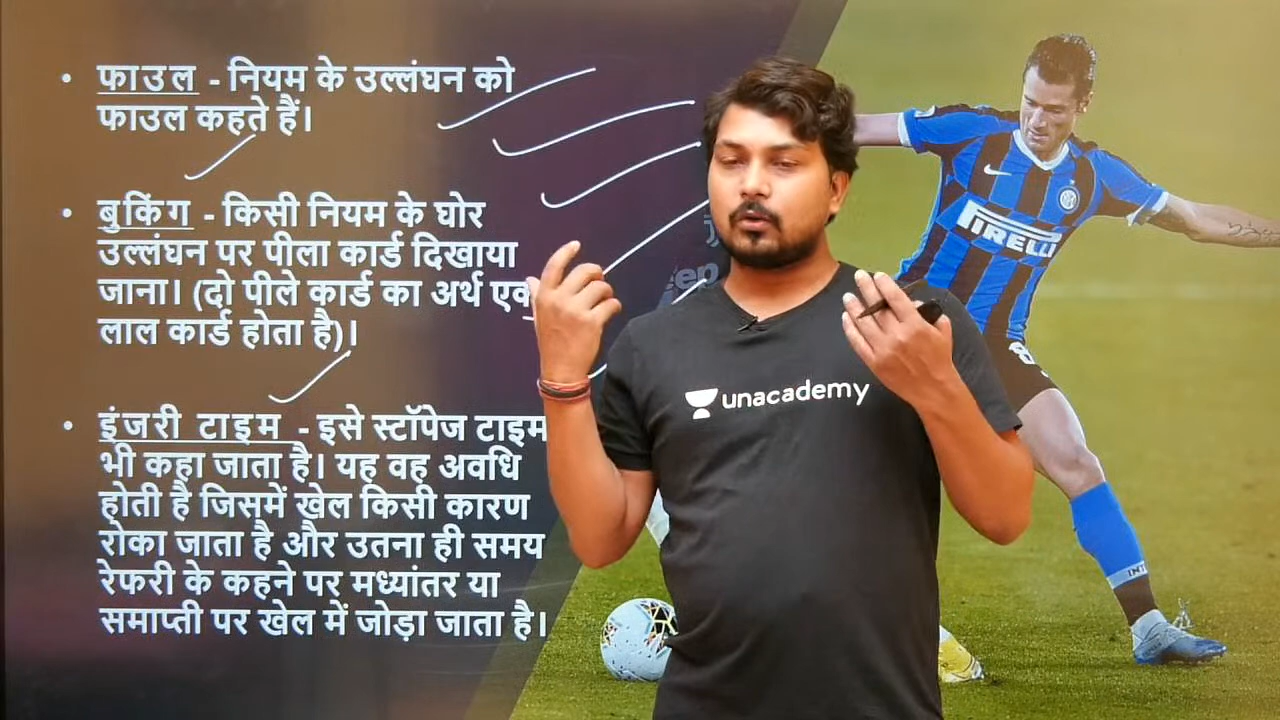 • फाउल - नियम के उल्लंघन को
फाउल कहते हैं।
• बुकिंग - किसी नियम के घोर
उल्लंघन पर पीला कार्ड दिखाया
जाना। (दो पीले कार्ड का अर्थ एक
लाल कार्ड होता है)।
• इंजरी टाइम - इसे स्टॉपेज टाइम
भी कहा जाता है। यह वह अवधि
होती है जिसमें खेल किसी कारण
रोका जाता है और उतना ही समय
रेफरी के कहने पर मध्यांतर या
समाप्ती पर खेल में जोड़ा जाता है।
unacademy
PIRELLI
INT